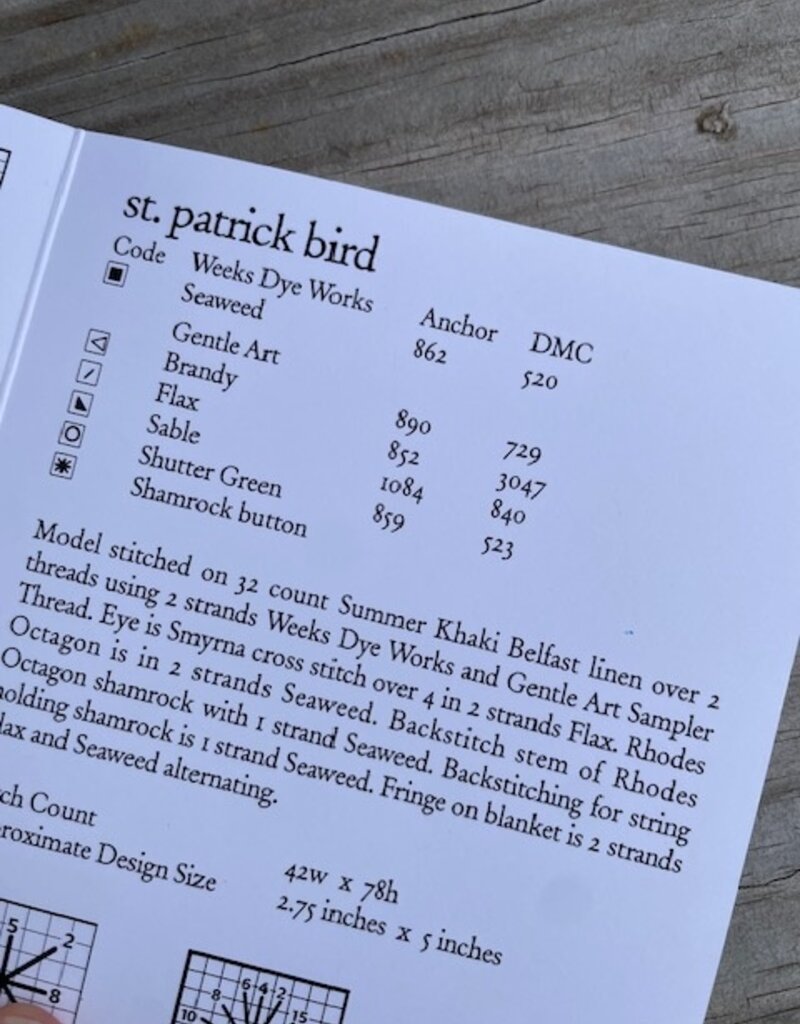 st. patrick bird
Code Weeks Dye Works Anchor DMC
Seaweed 862 520
Gentle Art
Brandy 890 729
Flax 852 3047
Sable 1084 840
Shutter Green 859 523
Shamrock button
Model stitched on 32 count Summer Khaki Belfast linen over 2
threads using 2 strands Weeks Dye Works and Gentle Art Sampler
Thread. Eye is Smyrna cross stitch over 4 in 2 strands Flax. Rhodes
Octagon is in 2 strands Seaweed. Backstitch stem of Rhodes
Octagon shamrock with 1 strand Seaweed. Backstitching for string
holding shamrock is 1 strand Seaweed. Fringe on blanket is 2 strands
lax and Seaweed alternating.
ch Count 42w x 78h
proximate Design Size 2.75 inches x 5 inches
5 2
8
6 4 2
8
10 15